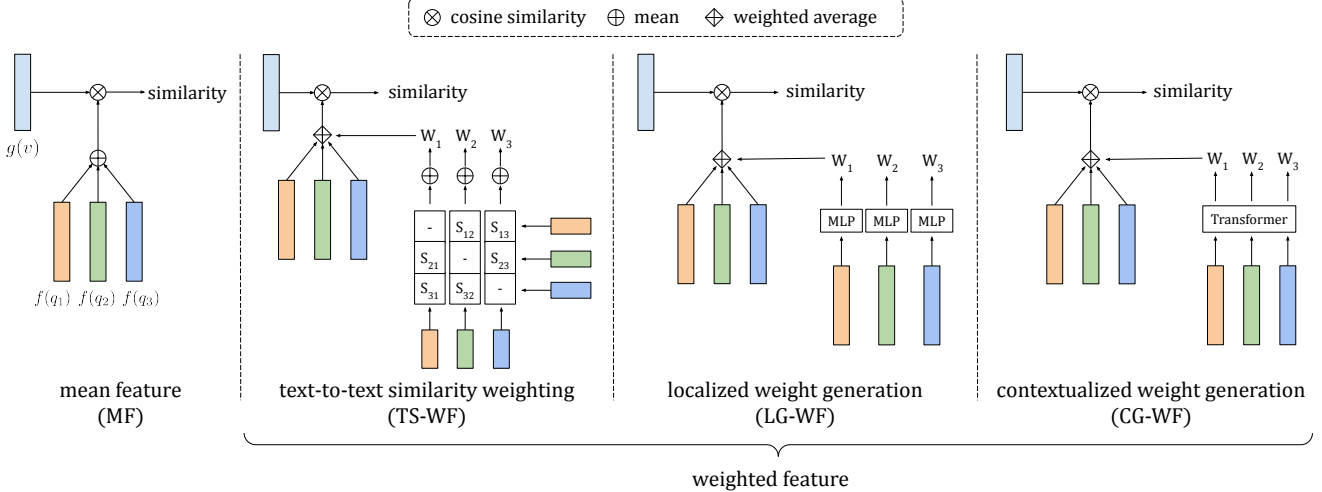 cosine similarity mean weighted average
similarity
g(v)
f(q₁) f(q₂) f(q₃)
mean feature
(MF)
similarity
W₁ W₂ W₃
- S₁₂ S₁₃
S₂₁ - S₂₃
S₃₁ S₃₂ -
text-to-text similarity weighting
(TS-WF)
similarity
W₁ W₂ W₃
MLP MLP MLP
localized weight generation
(LG-WF)
similarity
W₁ W₂ W₃
Transformer
contextualized weight generation
(CG-WF)
weighted feature